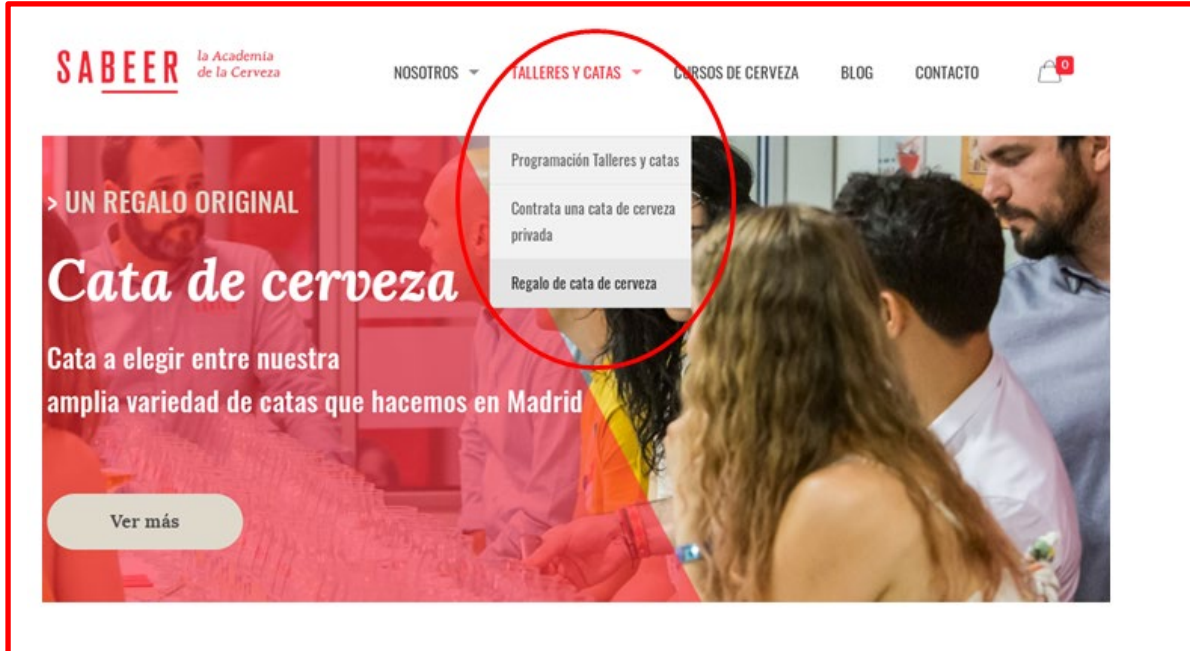 SABEER
la Academia
de la Cerveza
NOSOTROS
TALLERES Y CATAS
CURSOS DE CERVEZA
BLOG
CONTACTO
0
Programación Talleres y catas
Contrata una cata de cerveza
privada
Regalo de cata de cerveza
> UN REGALO ORIGINAL
Cata de cerveza
Cata a elegir entre nuestra
amplia variedad de catas que hacemos en Madrid
Ver más